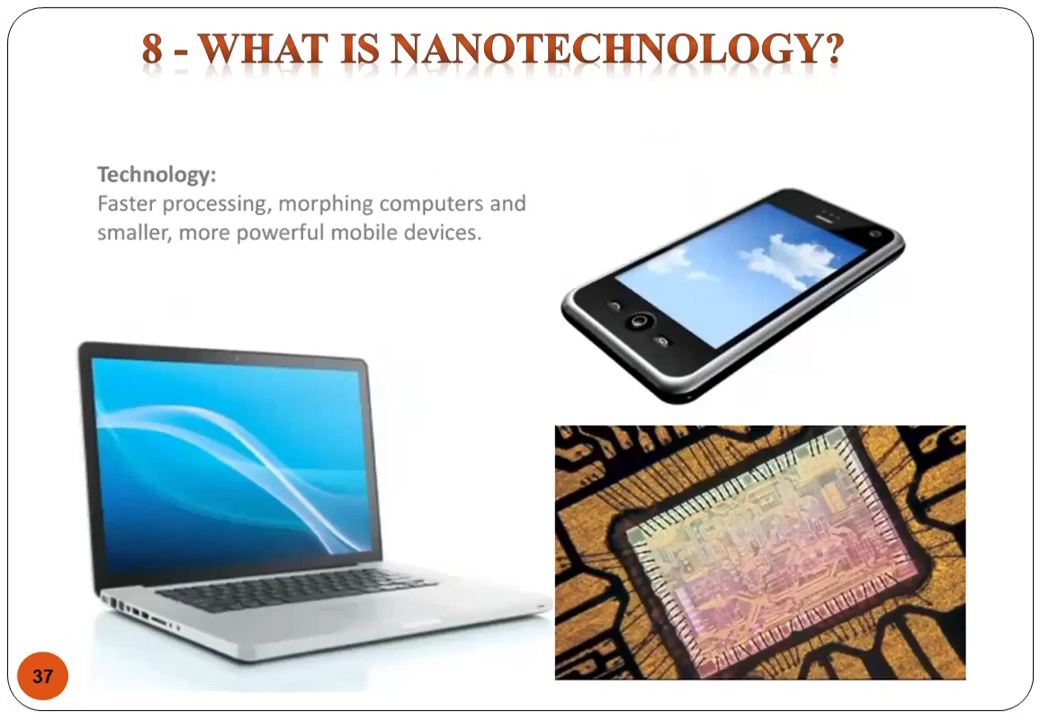 8 - WHAT IS NANOTECHNOLOGY?
Technology:
Faster processing, morphing computers and
smaller, more powerful mobile devices.
37